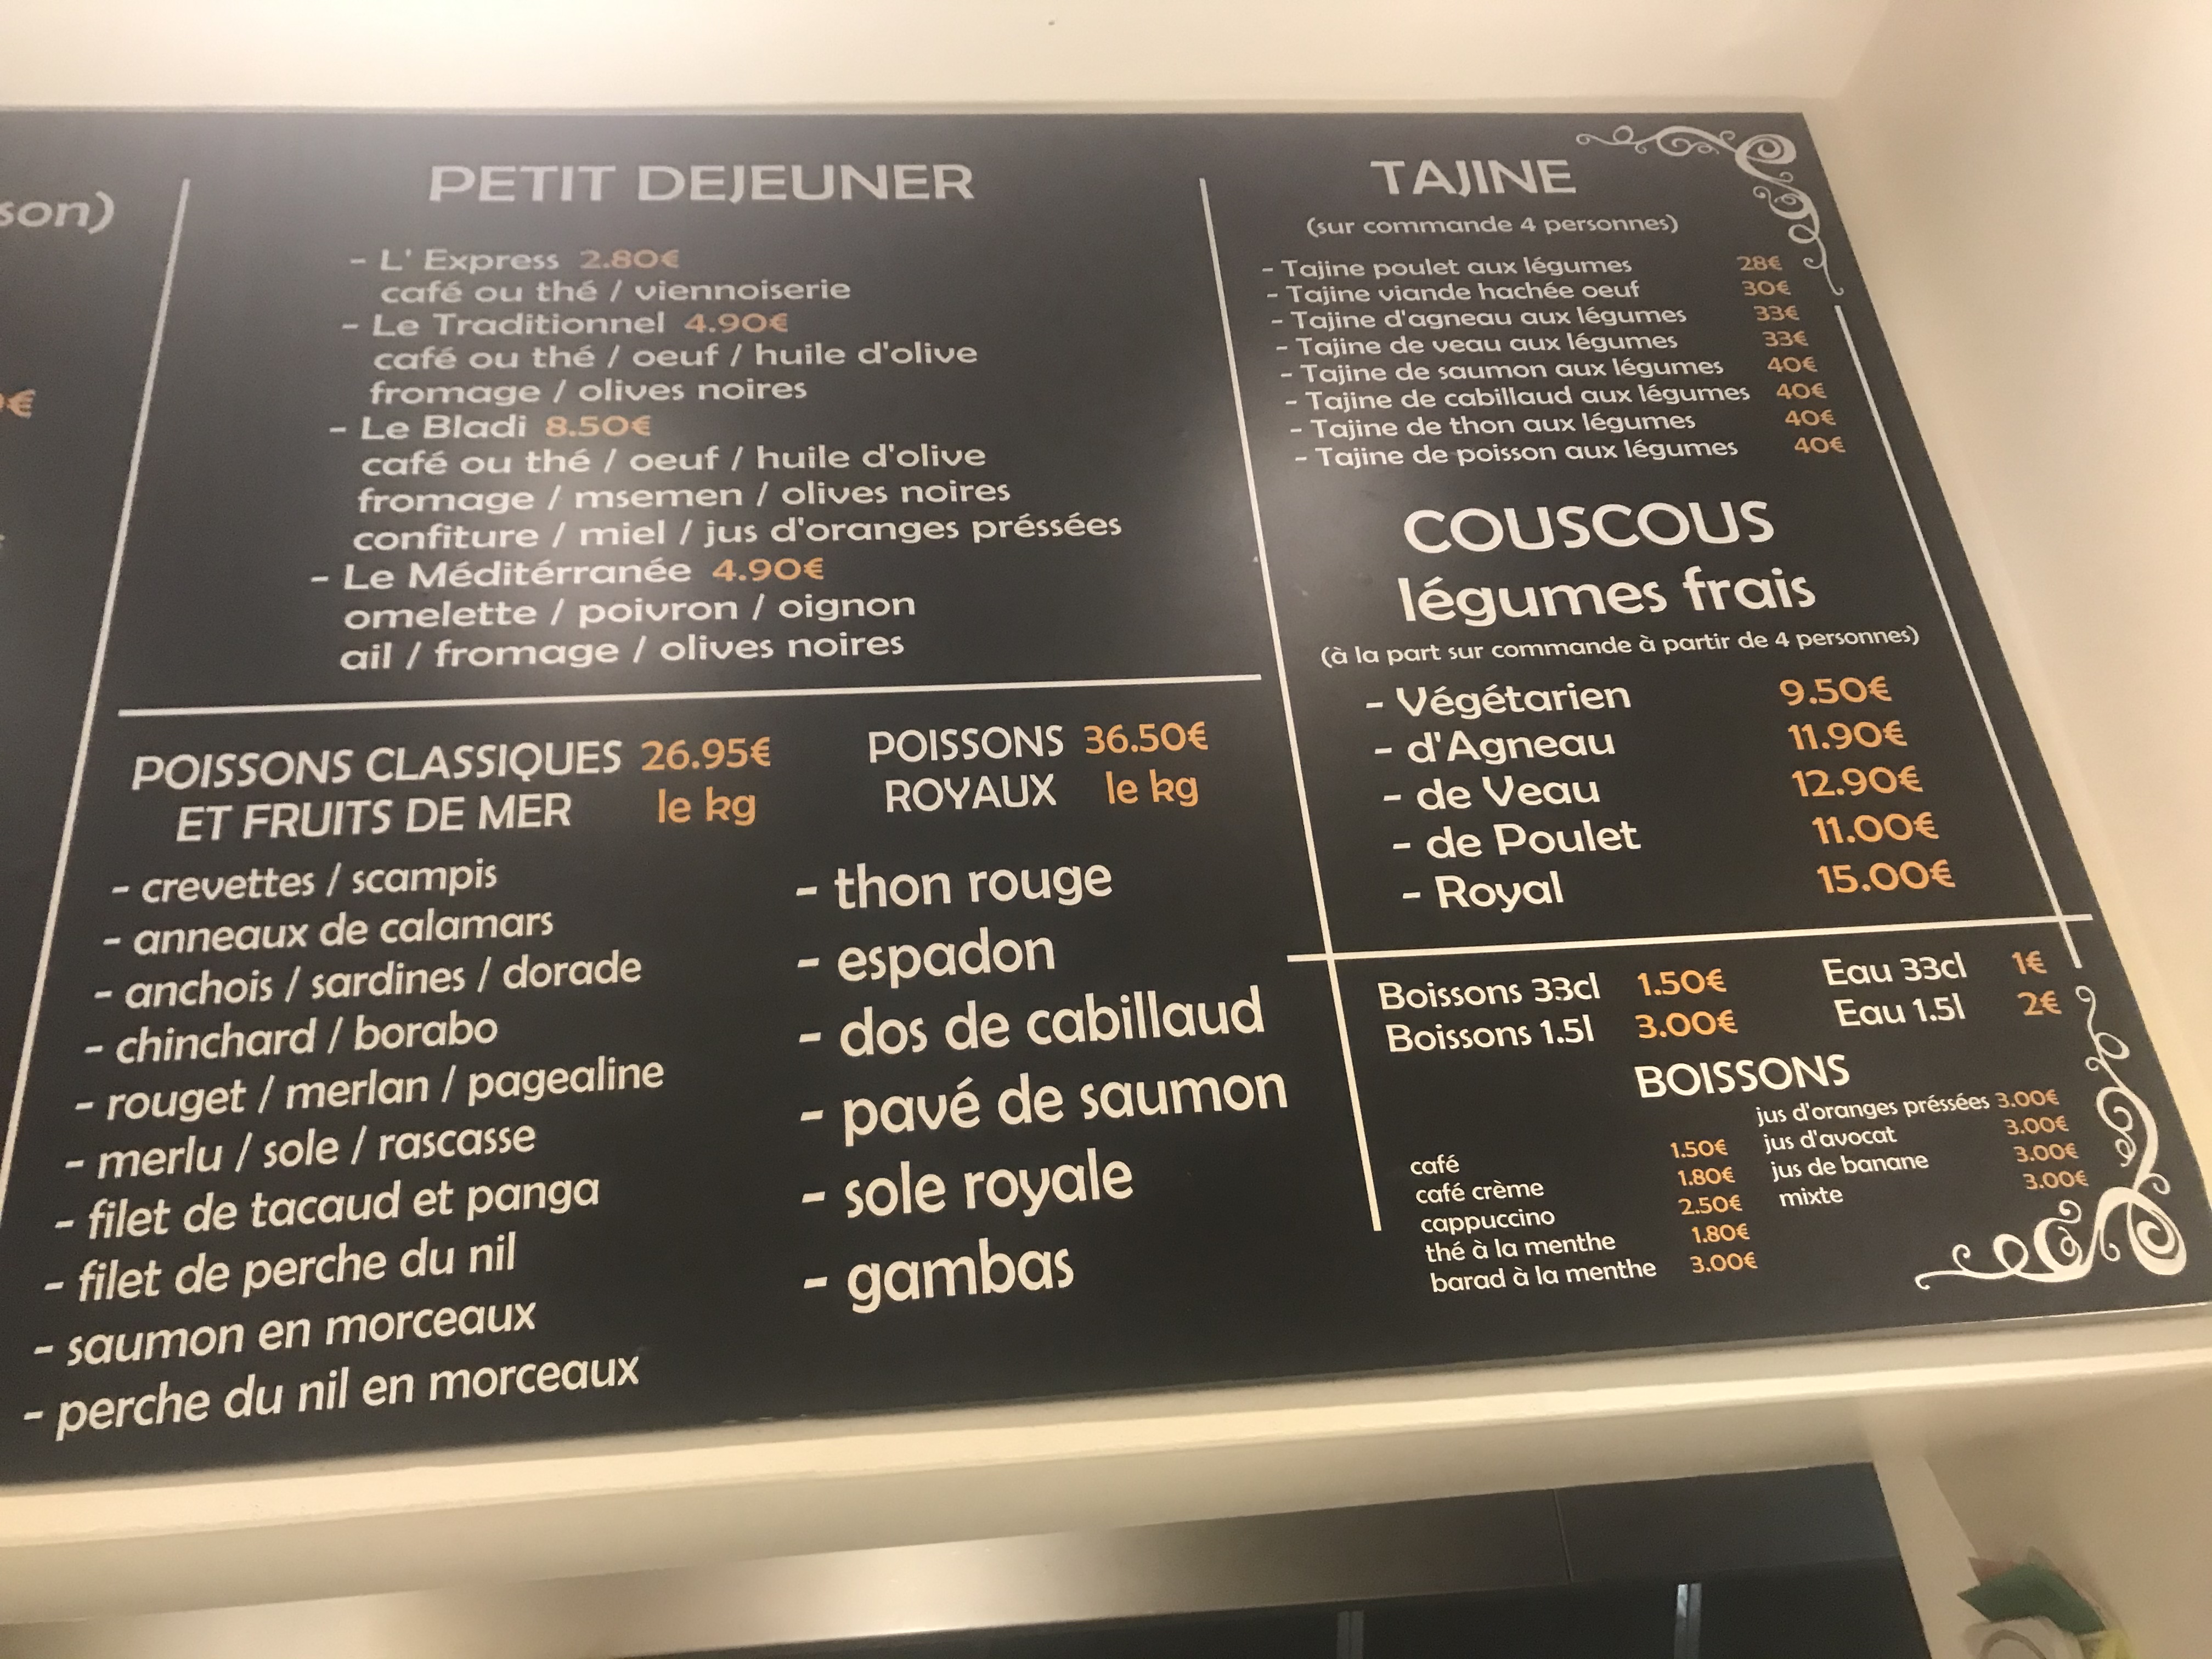 son)
€
PETIT DEJEUNER
- L' Express 2.80€
café ou thé / viennoiserie
- Le Traditionnel 4.90€
café ou thé / oeuf / huile d'olive
fromage / olives noires
- Le Bladi 8.50€
café ou thé / oeuf / huile d'olive
fromage / msemen / olives noires
confiture / miel / jus d'oranges préssées
- Le Méditérranée 4.90€
omelette / poivron / oignon
ail / fromage / olives noires
POISSONS CLASSIQUES 26.95€
ET FRUITS DE MER le kg
- crevettes / scampis
- anneaux de calamars
- anchois / sardines / dorade
- chinchard / borabo
- rouget / merlan / pagealine
- merlu / sole / rascasse
- filet de tacaud et panga
- filet de perche du nil
- saumon en morceaux
- perche du nil en morceaux
POISSONS 36.50€
ROYAUX le kg
- thon rouge
- espadon
- dos de cabillaud
- pavé de saumon
- sole royale
- gambas
TAJINE
(sur commande 4 personnes)
- Tajine poulet aux légumes 28€
- Tajine viande hachée oeuf 30€
- Tajine d'agneau aux légumes 33€
- Tajine de veau aux légumes 33€
- Tajine de saumon aux légumes 40€
- Tajine de cabillaud aux légumes 40€
- Tajine de thon aux légumes 40€
- Tajine de poisson aux légumes 40€
COUSCOUS
légumes frais
(à la part sur commande à partir de 4 personnes)
- Végétarien 9.50€
- d'Agneau 11.90€
- de Veau 12.90€
- de Poulet 11.00€
- Royal 15.00€
Boissons 33cl 1.50€ Eau 33cl 1€
Boissons 1.5l 3.00€ Eau 1.5l 2€
BOISSONS
café 1.50€
café crème 1.80€
cappuccino 2.50€
thé à la menthe 1.80€
barad à la menthe 3.00€
jus d'oranges préssées 3.00€
jus d'avocat 3.00€
jus de banane 3.00€
mixte 3.00€